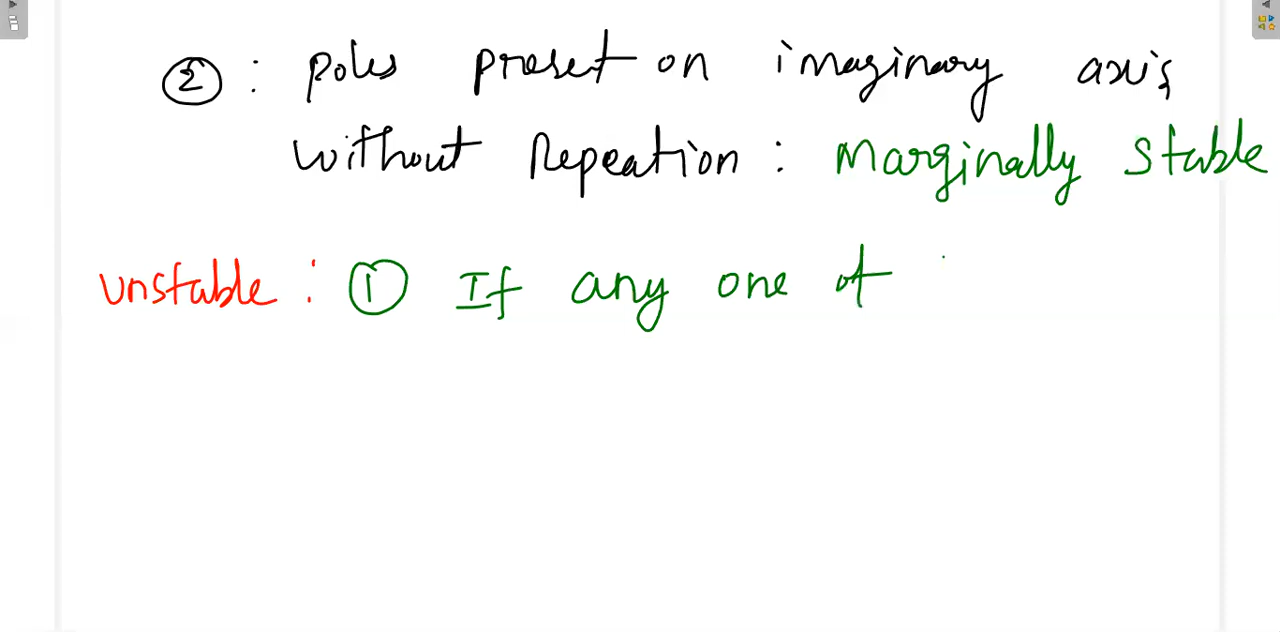 ② : poles preset on imaginary axis
without Repeation : Marginally stable
unstable : ① If any one of